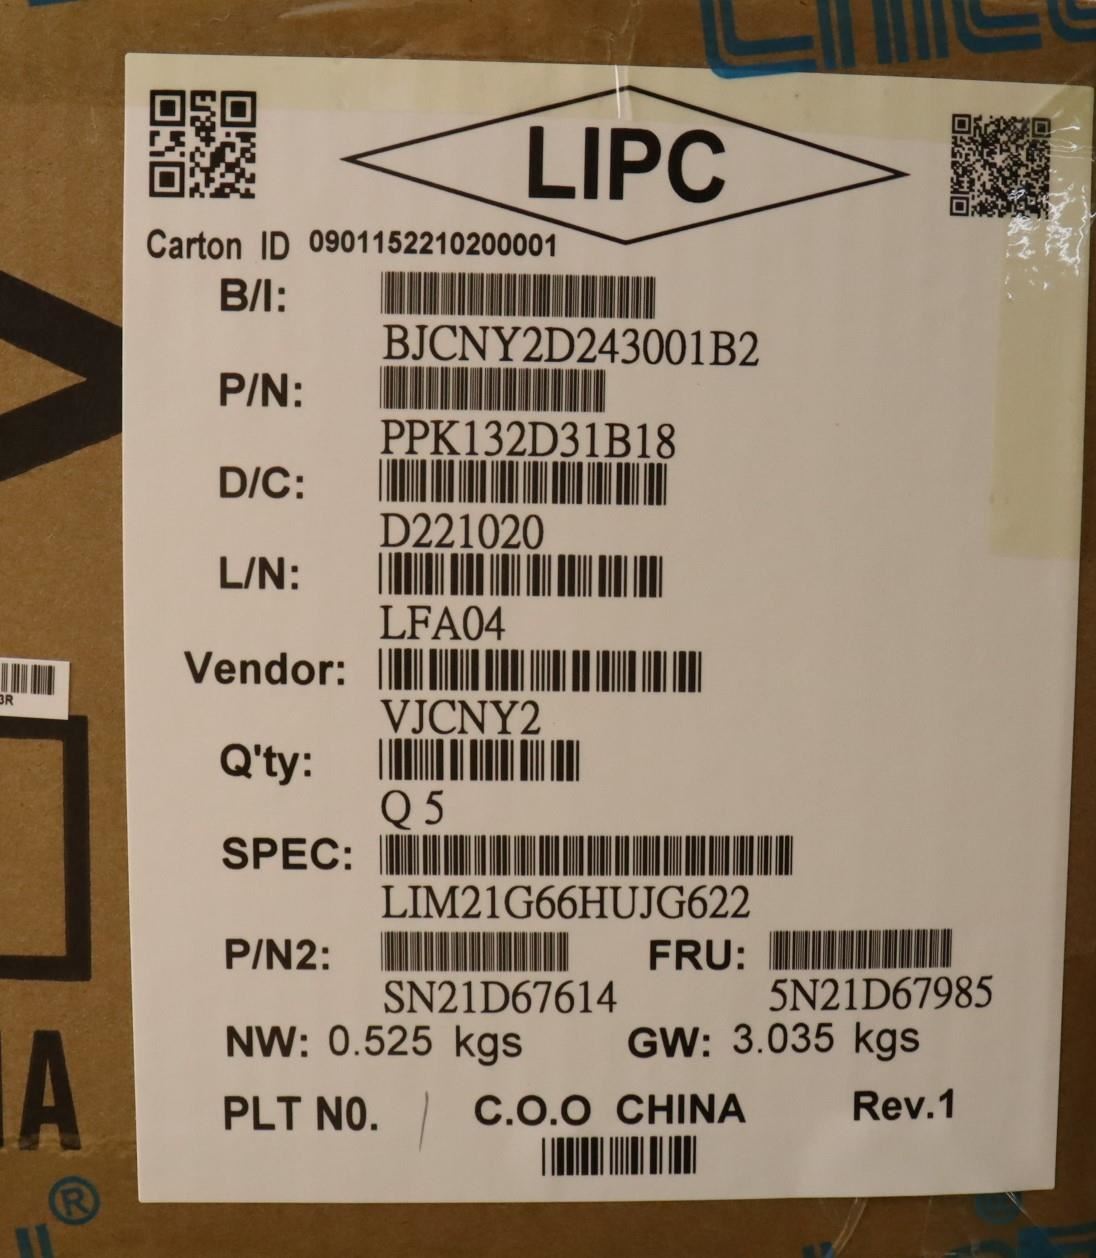 LIPC
Carton ID 0901152210200001
B/I:
BJCNY2D243001B2
P/N:
PPK132D31B18
D/C:
D221020
L/N:
LFA04
Vendor:
VJCNY2
Q'ty:
Q 5
SPEC:
LIM21G66HUJG622
P/N2: FRU:
SN21D67614 5N21D67985
NW: 0.525 kgs GW: 3.035 kgs
PLT N0. / C.O.O CHINA Rev.1
3R
A
®